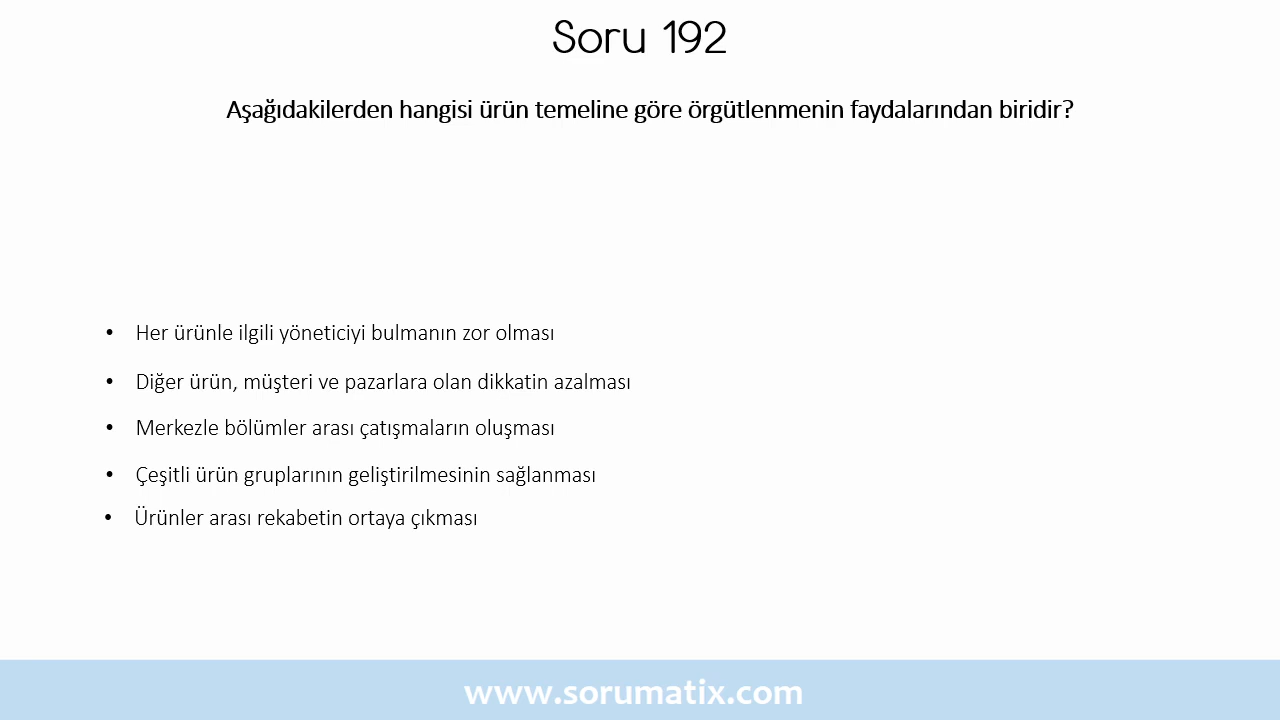 Soru 192
Aşağıdakilerden hangisi ürün temeline göre örgütlenmenin faydalarından biridir?
• Her ürünle ilgili yöneticiyi bulmanın zor olması
• Diğer ürün, müşteri ve pazarlara olan dikkatin azalması
• Merkezle bölümler arası çatışmaların oluşması
• Çeşitli ürün gruplarının geliştirilmesinin sağlanması
• Ürünler arası rekabetin ortaya çıkması
www.sorumatix.com